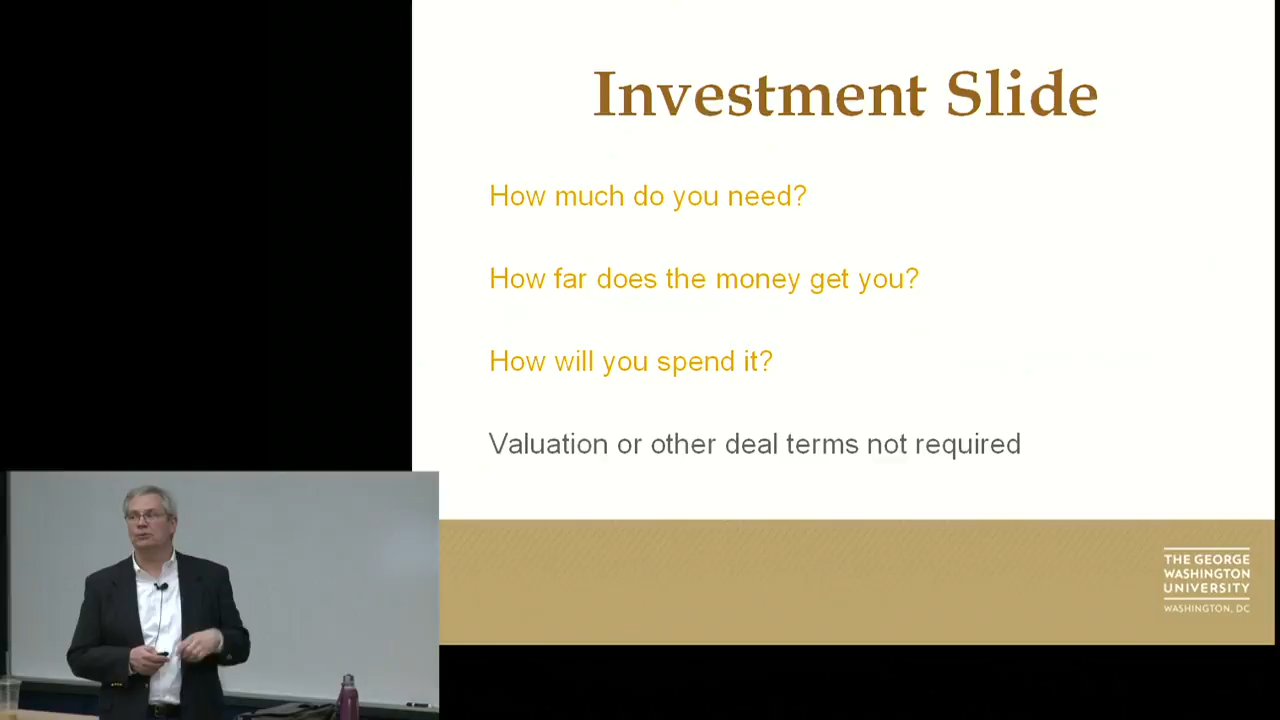 Investment Slide
How much do you need?
How far does the money get you?
How will you spend it?
Valuation or other deal terms not required
THE GEORGE
WASHINGTON
UNIVERSITY
WASHINGTON, DC